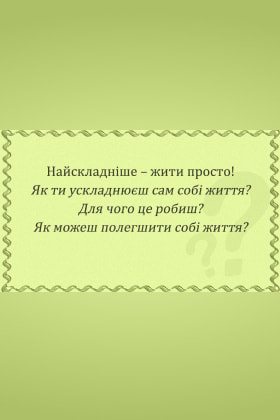 Найскладніше – жити просто!
Як ти ускладнюєш сам собі життя?
Для чого це робиш?
Як можеш полегшити собі життя?